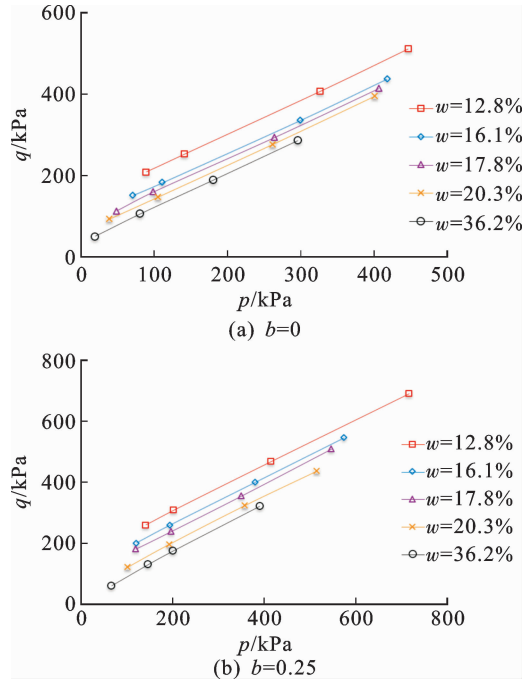 600
400
200
0
q/kPa
0
100
200
300
400
500
p/kPa
w=12.8%
w=16.1%
w=17.8%
w=20.3%
w=36.2%
(a) b=0
800
600
400
200
0
q/kPa
0
200
400
600
800
p/kPa
w=12.8%
w=16.1%
w=17.8%
w=20.3%
w=36.2%
(b) b=0.25